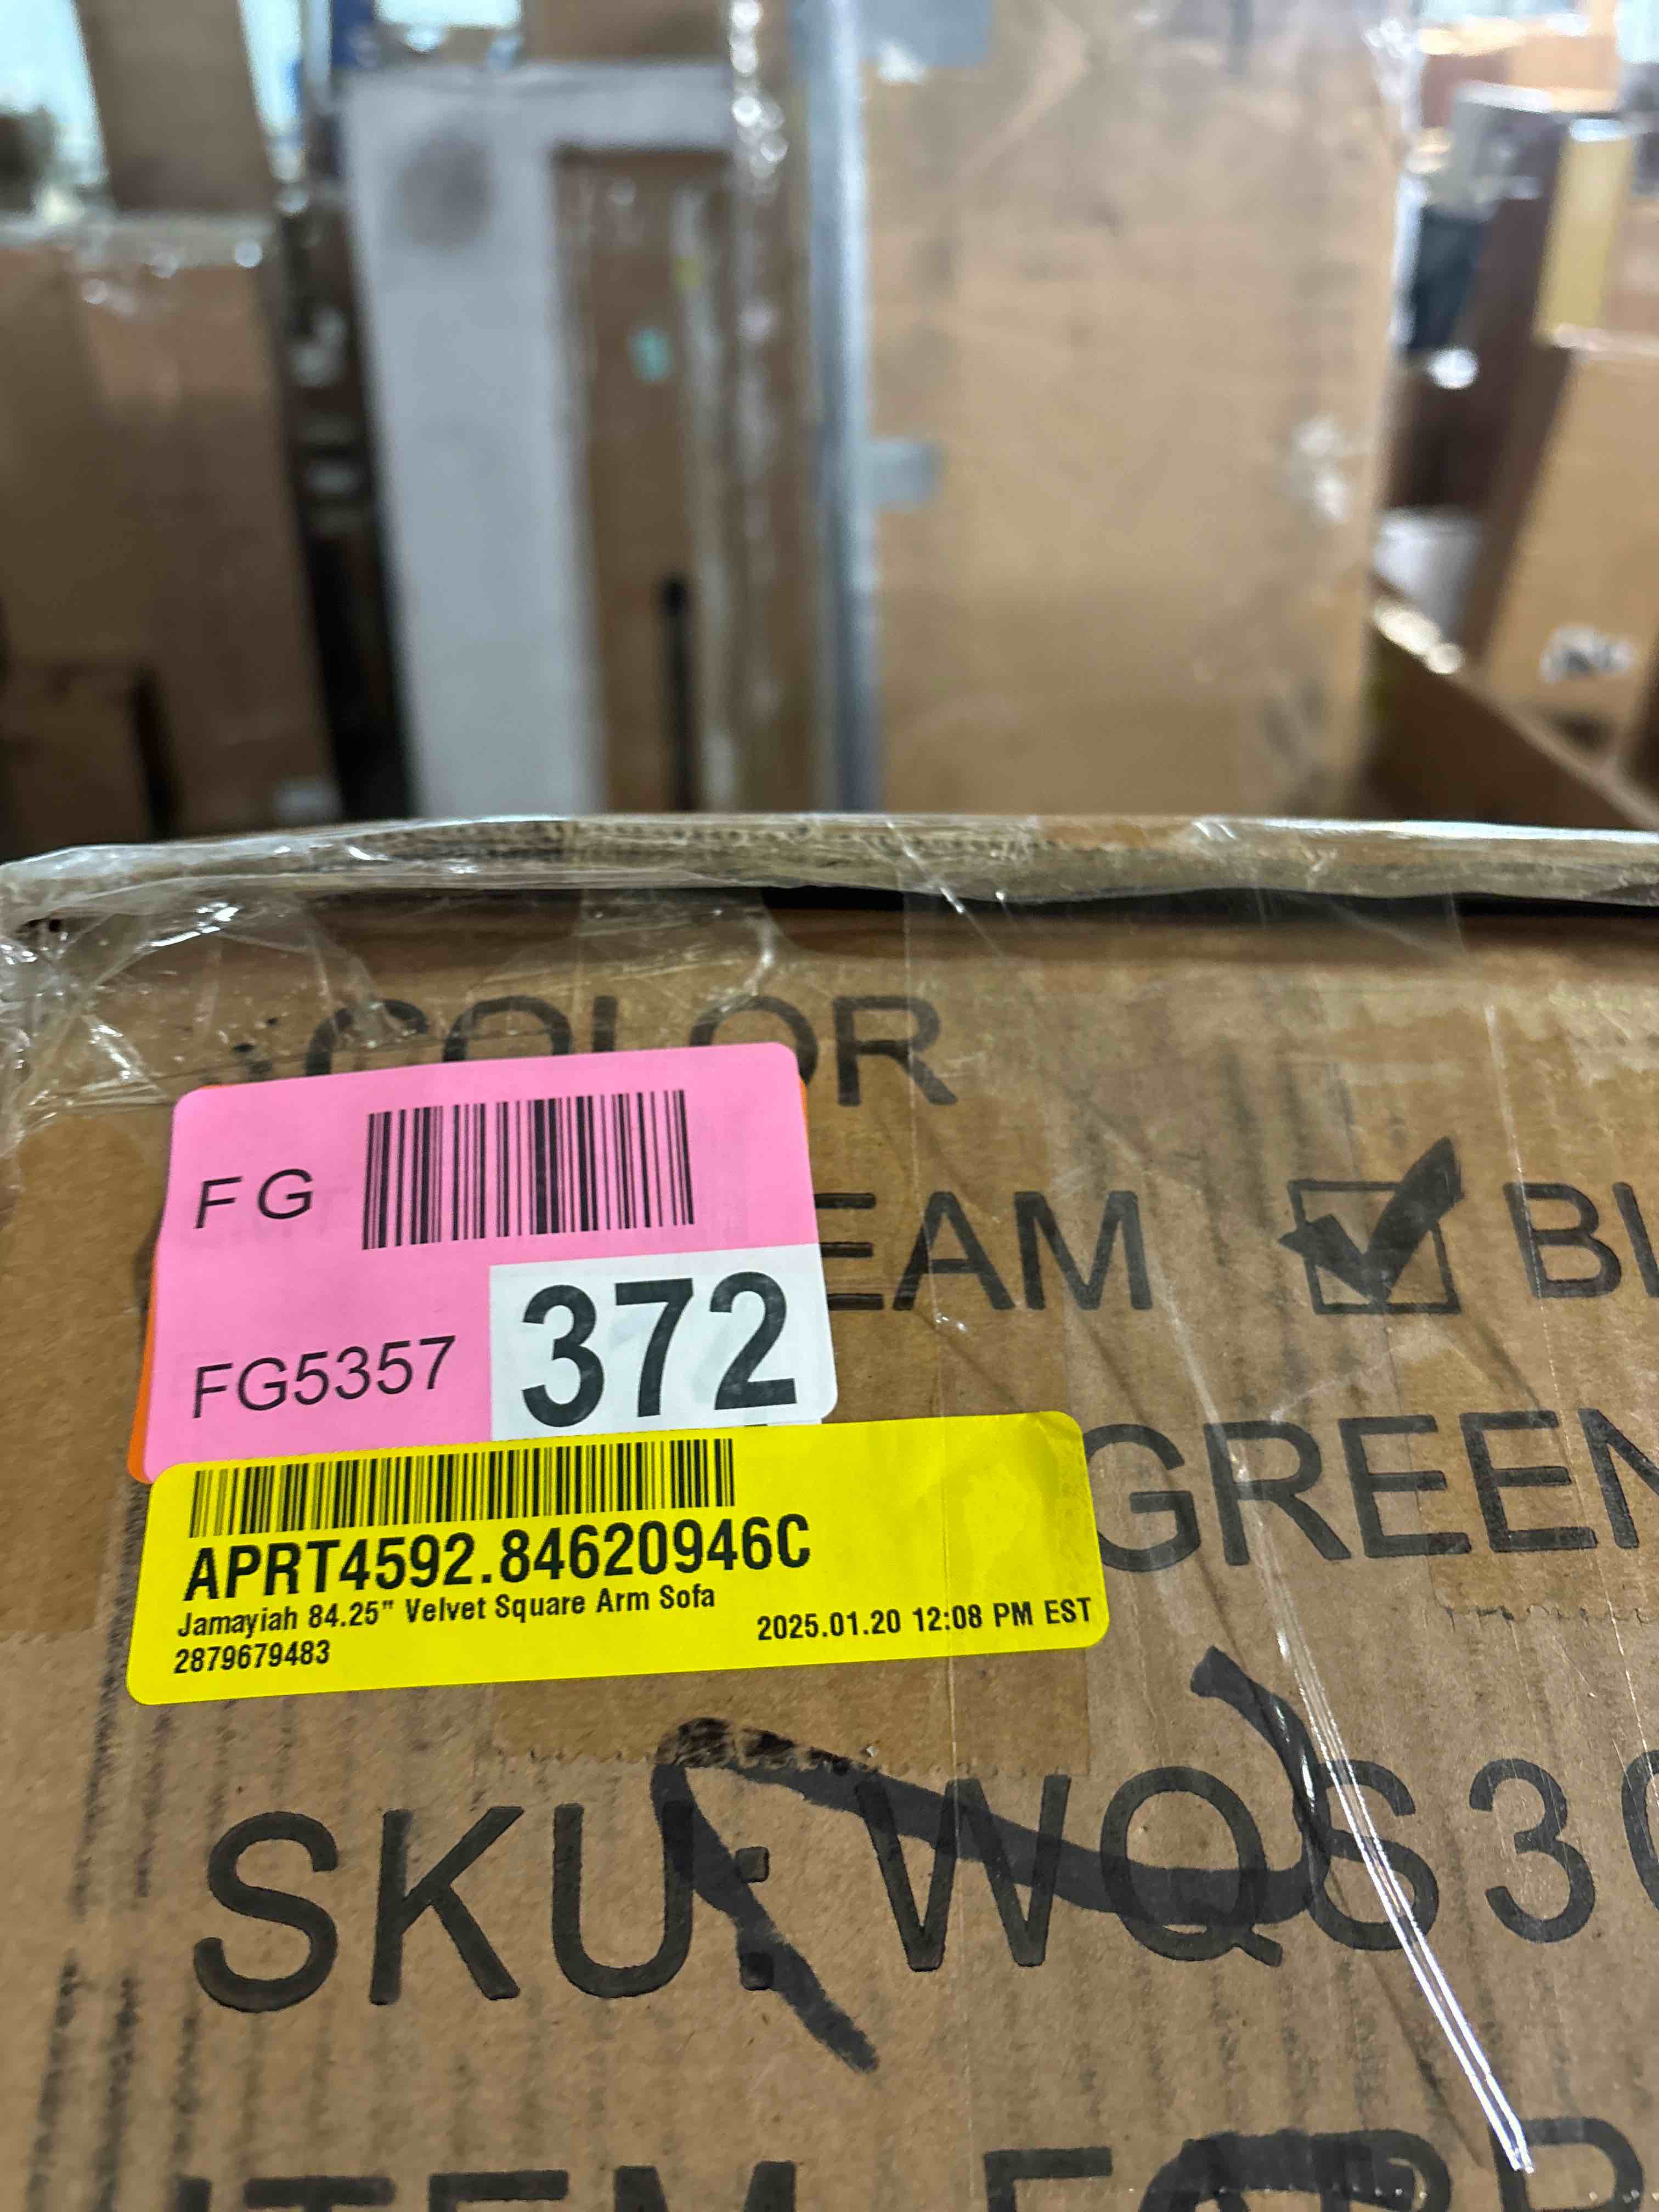 COLOR
FG
FG5357
372
GREEN
APRT4592.84620946C
Jamayiah 84.25" Velvet Square Arm Sofa
2879679483
2025.01.20 12:08 PM EST
SKU: WQS3
ITEM